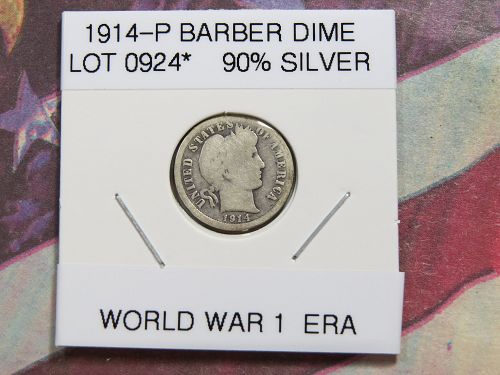 1914-P BARBER DIME
LOT 0924* 90% SILVER
UNITED STATES OF AMERICA
1914
WORLD WAR 1 ERA